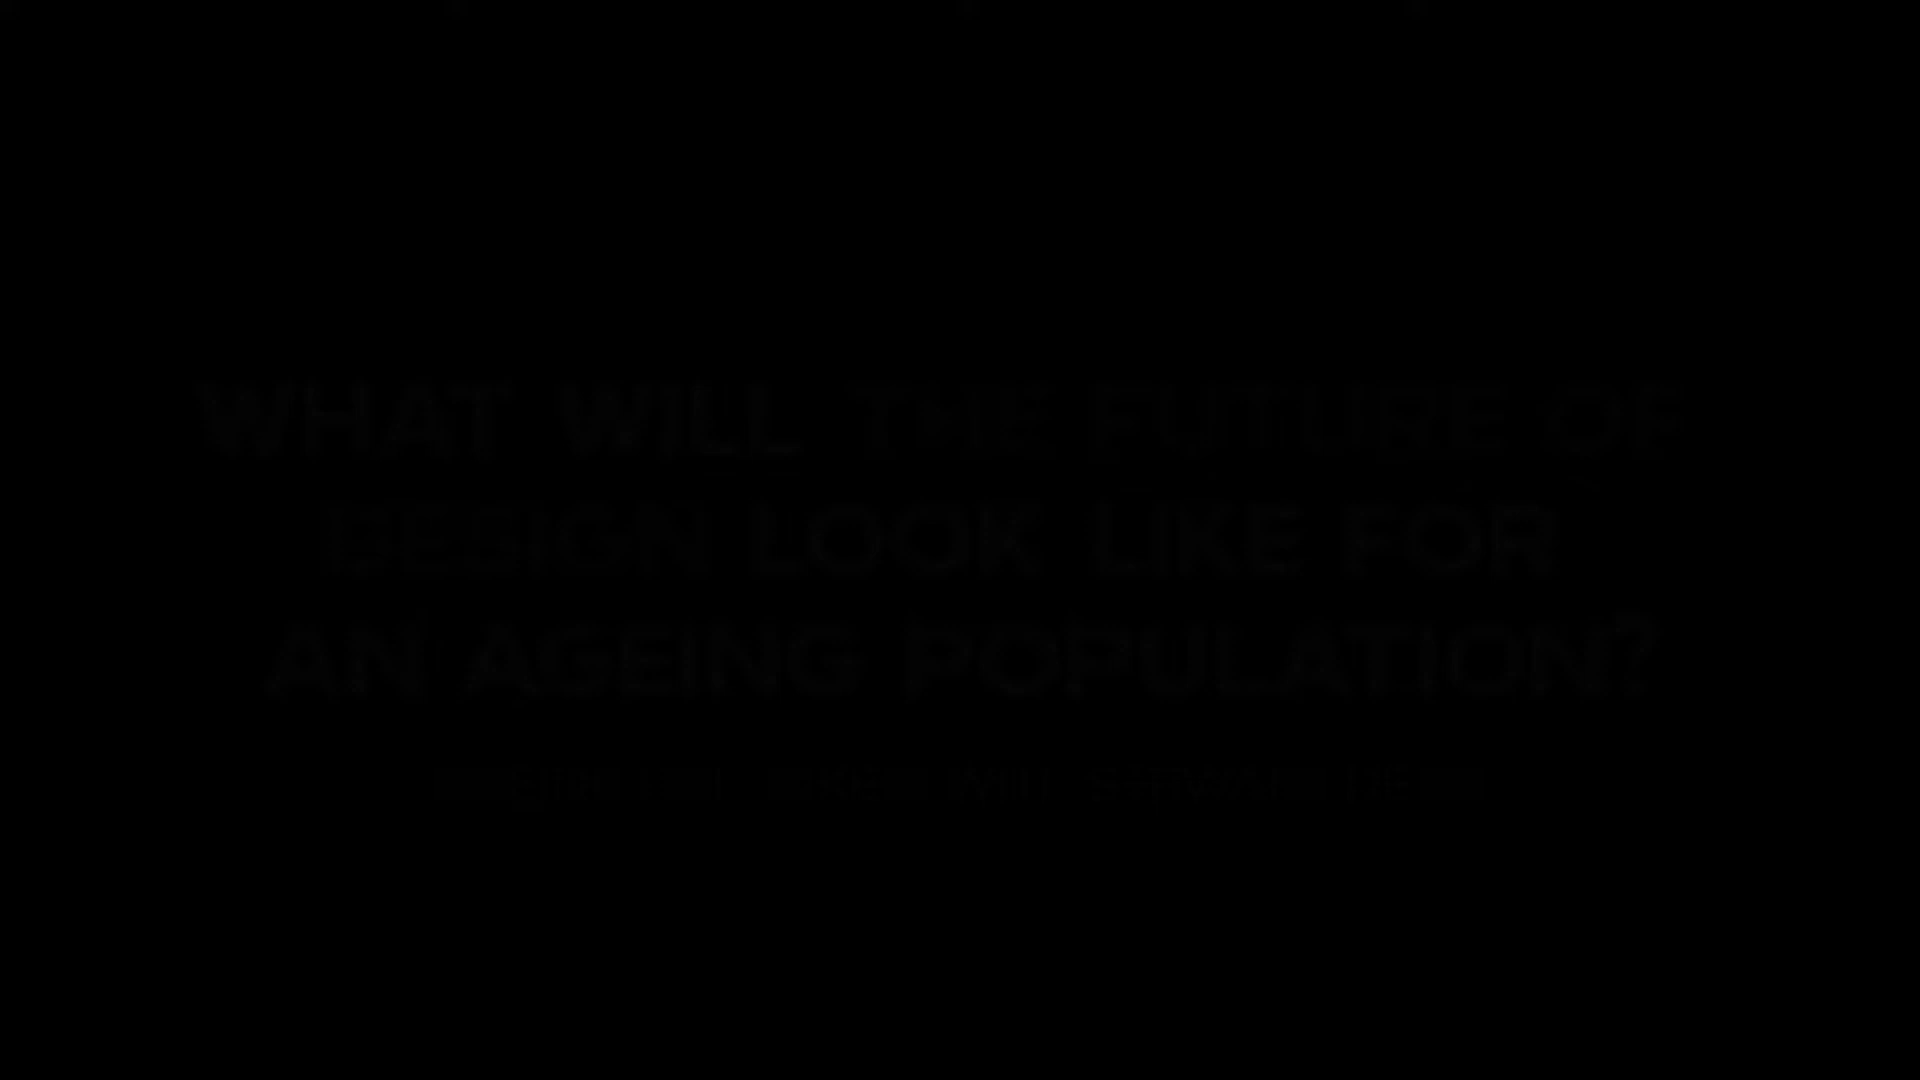 WHAT WILL THE FUTURE OF
DESIGN LOOK LIKE FOR
AN AGEING POPULATION?